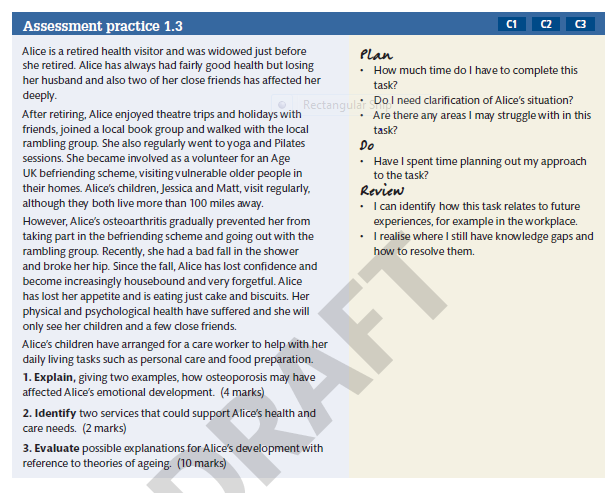 Assessment practice 1.3
C1 C2 C3
Alice is a retired health visitor and was widowed just before
she retired. Alice has always had fairly good health but losing
her husband and also two of her close friends has affected her
deeply.
After retiring, Alice enjoyed theatre trips and holidays with
friends, joined a local book group and walked with the local
rambling group. She also regularly went to yoga and Pilates
sessions. She became involved as a volunteer for an Age
UK befriending scheme, visiting vulnerable older people in
their homes. Alice's children, Jessica and Matt, visit regularly,
although they both live more than 100 miles away.
However, Alice's osteoarthritis gradually prevented her from
taking part in the befriending scheme and going out with the
rambling group. Recently, she had a bad fall in the shower
and broke her hip. Since the fall, Alice has lost confidence and
become increasingly housebound and very forgetful. Alice
has lost her appetite and is eating just cake and biscuits. Her
physical and psychological health have suffered and she will
only see her children and a few close friends.
Alice's children have arranged for a care worker to help with her
daily living tasks such as personal care and food preparation.
1. Explain, giving two examples, how osteoporosis may have
affected Alice's emotional development. (4 marks)
2. Identify two services that could support Alice's health and
care needs. (2 marks)
3. Evaluate possible explanations for Alice's development with
reference to theories of ageing. (10 marks)
Plan
• How much time do I have to complete this
task?
• Do I need clarification of Alice's situation?
• Are there any areas I may struggle with in this
task?
Do
• Have I spent time planning out my approach
to the task?
Review
• I can identify how this task relates to future
experiences, for example in the workplace.
• I realise where I still have knowledge gaps and
how to resolve them.
Rectangular Snip
DRAFT